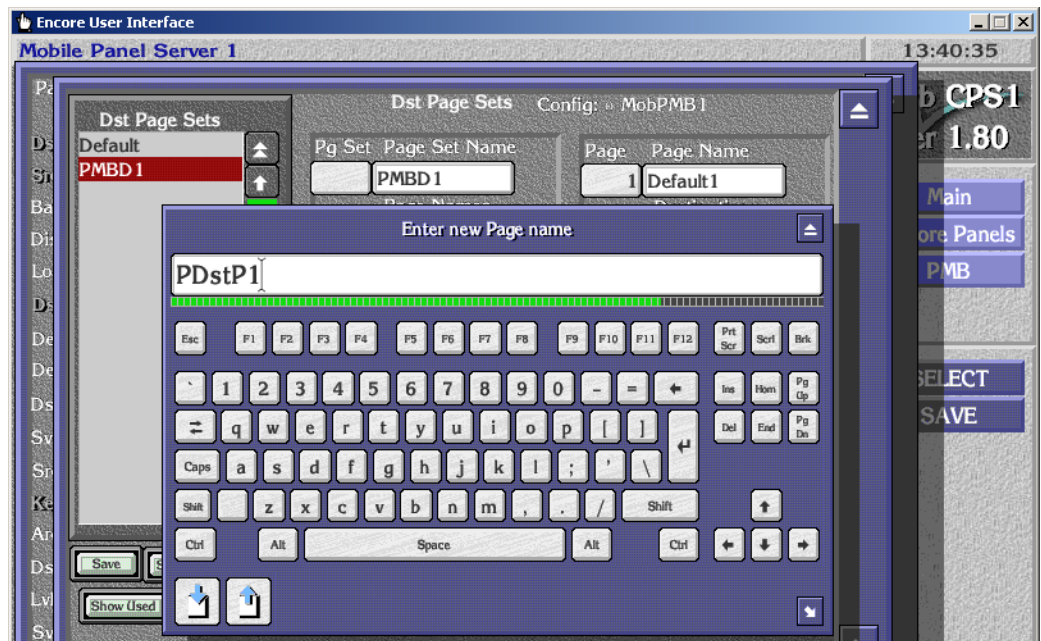 Encore User Interface
Mobile Panel Server 1
13:40:35
CPS1
1.80
Main
Panels
PMB
SELECT
SAVE
Dst Page Sets
Default
PMBD1
Dst Page Sets Config: » MobPMB1
Pg Set Page Set Name
PMBD1
Page Page Name
1 Default1
Enter new Page name
PDstP1
Esc F1 F2 F3 F4 F5 F6 F7 F8 F9 F10 F11 F12 Prt Scr Scrl Brk
` 1 2 3 4 5 6 7 8 9 0 - = Ins Hom Pg Up
q w e r t y u i o p [ ] Del End Pg Dn
Caps a s d f g h j k l ; ' \
Shift z x c v b n m , . / Shift
Ctrl Alt Space Alt Ctrl
Save
Show Used